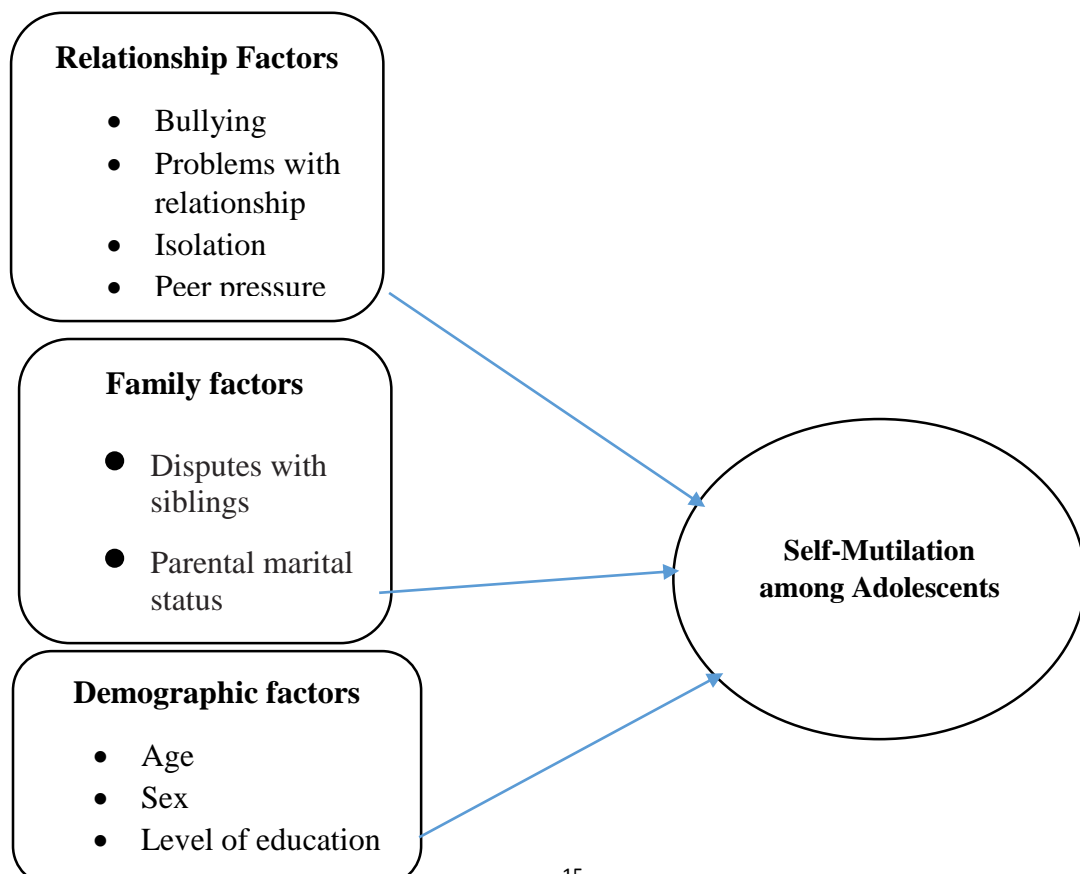 Relationship Factors
• Bullying
• Problems with
relationship
• Isolation
• Peer pressure
Family factors
• Disputes with
siblings
• Parental marital
status
Self-Mutilation
among Adolescents
Demographic factors
• Age
• Sex
• Level of education
15